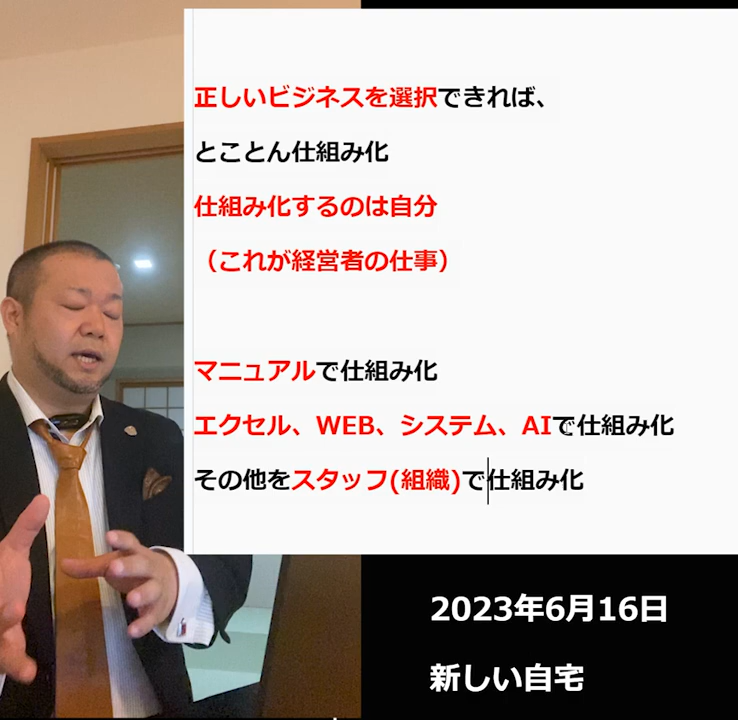 正しいビジネスを選択できれば、
とことん仕組み化
仕組み化するのは自分
（これが経営者の仕事）
マニュアルで仕組み化
エクセル、WEB、システム、AIで仕組み化
その他をスタッフ(組織)で仕組み化
2023年6月16日
新しい自宅